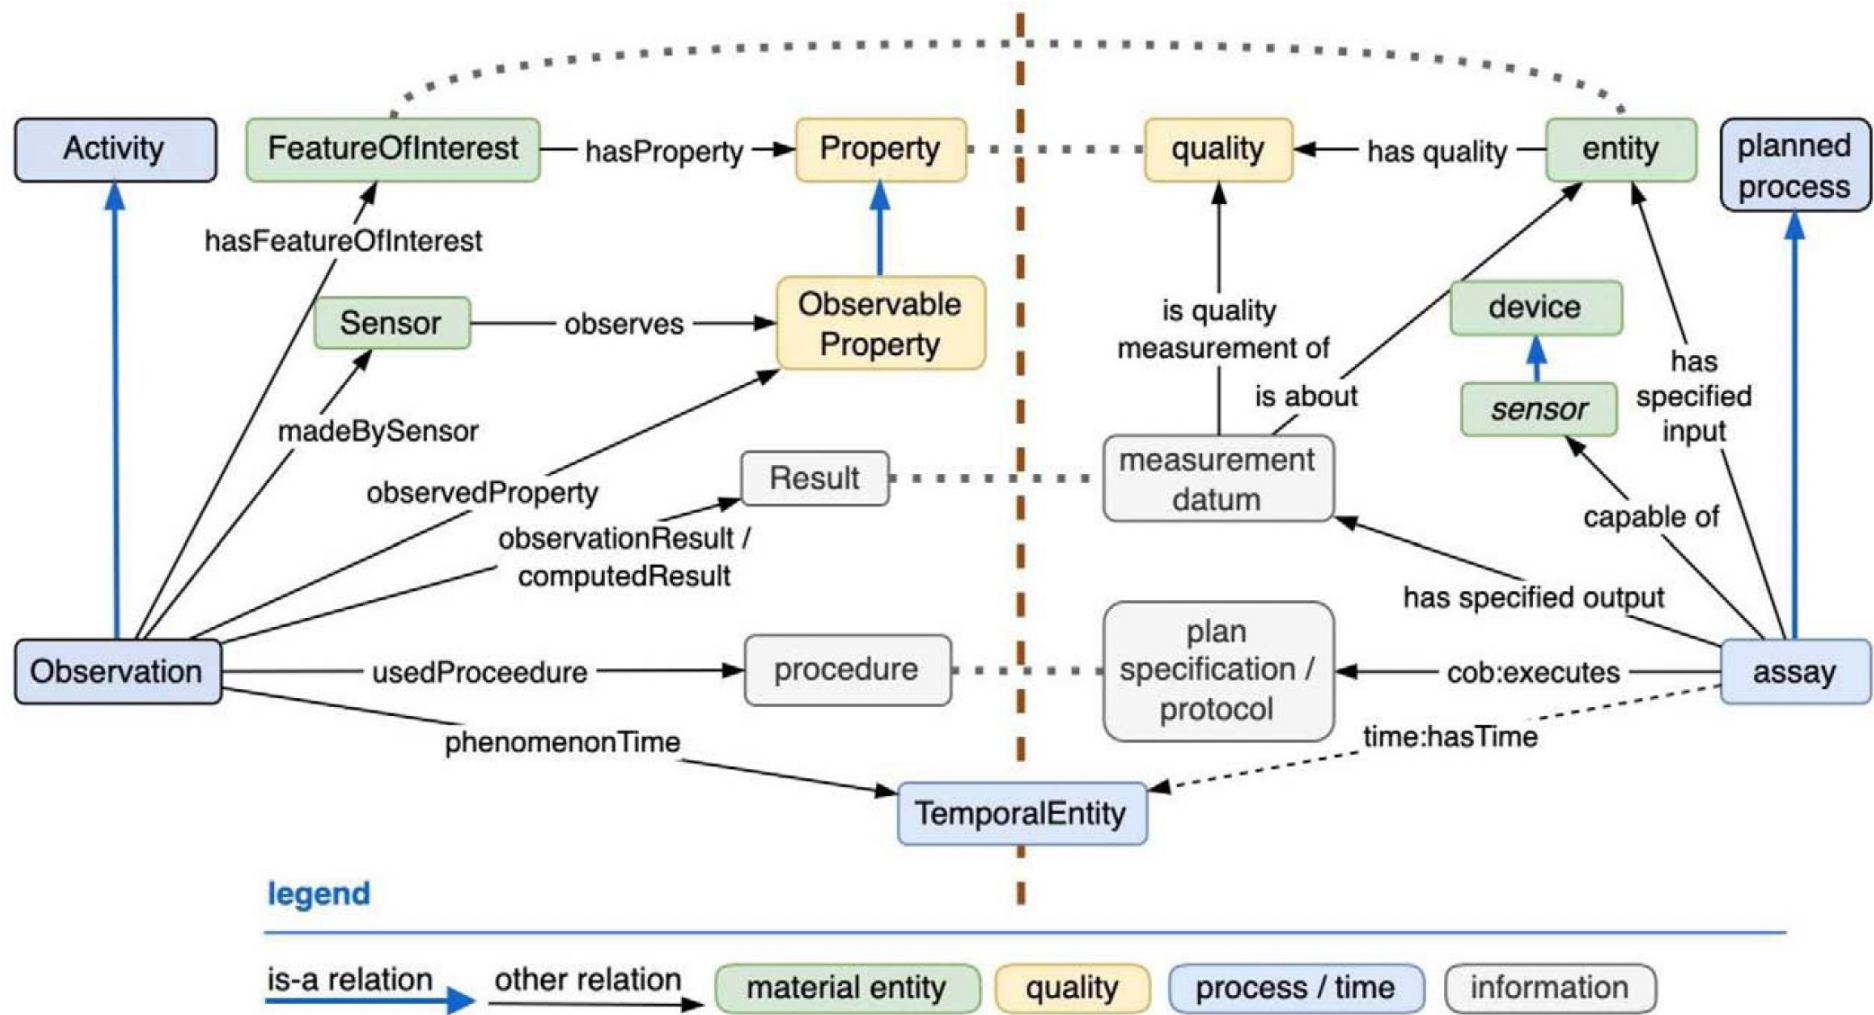 Activity
FeatureOfInterest
hasProperty
Property
quality
has quality
entity
planned
process
hasFeatureOfInterest
Sensor
observes
Observable
Property
is quality
measurement of
device
is about
sensor
has
specified
input
madeBySensor
observedProperty
Result
measurement
datum
capable of
observationResult /
computedResult
has specified output
Observation
usedProceedure
procedure
plan
specification /
protocol
cob:executes
assay
phenomenonTime
time:hasTime
TemporalEntity
legend
is-a relation
other relation
material entity
quality
process / time
information